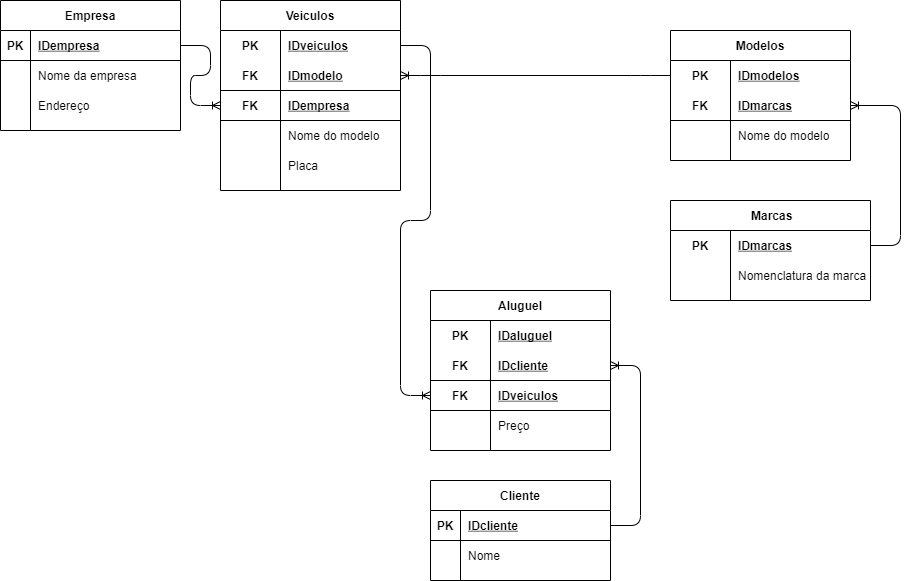 Empresa
PK IDempresa
Nome da empresa
Endereço
Veiculos
PK IDveiculos
FK IDmodelo
FK IDempresa
Nome do modelo
Placa
Modelos
PK IDmodelos
FK IDmarcas
Nome do modelo
Marcas
PK IDmarcas
Nomenclatura da marca
Aluguel
PK IDaluguel
FK IDcliente
FK IDveiculos
Preço
Cliente
PK IDcliente
Nome